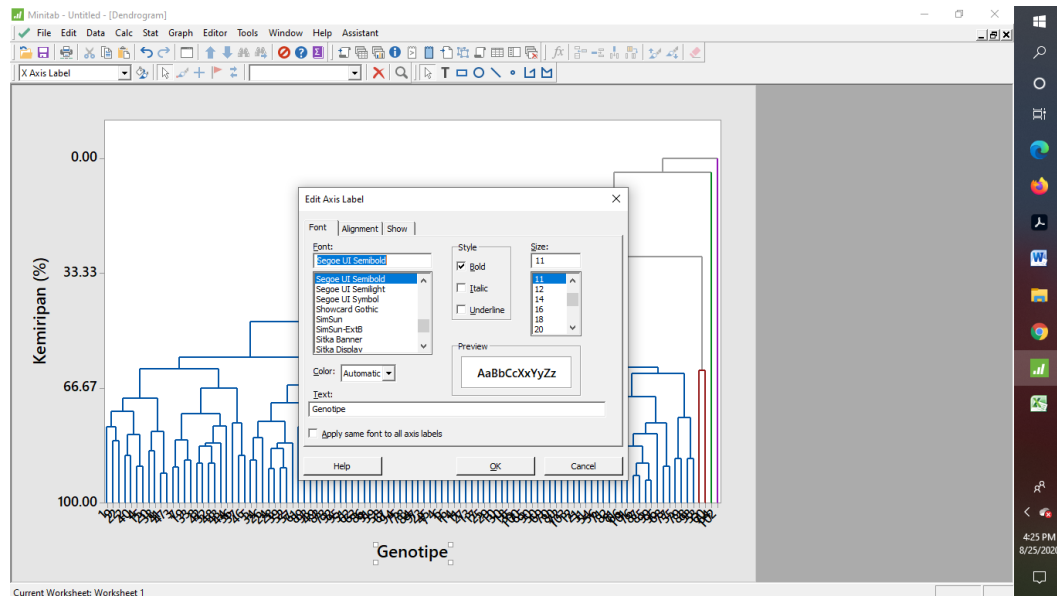 Minitab - Untitled - [Dendrogram]
File Edit Data Calc Stat Graph Editor Tools Window Help Assistant
X Axis Label
0.00
33.33
66.67
100.00
Kemiripan (%)
Genotipe
Edit Axis Label
Font Alignment Show
Font:
Segoe UI Semibold
Segoe UI Semibold
Segoe UI Semilight
Segoe UI Symbol
Showcard Gothic
SimSun
SimSun-ExtB
Sitka Banner
Sitka Display
Style
Bold
Italic
Underline
Size:
11
11
12
14
16
18
20
Color: Automatic
Preview
AaBbCcXxYyZz
Text:
Genotipe
Apply same font to all axis labels
Help OK Cancel
Current Worksheet: Worksheet 1
4:25 PM
8/25/2020